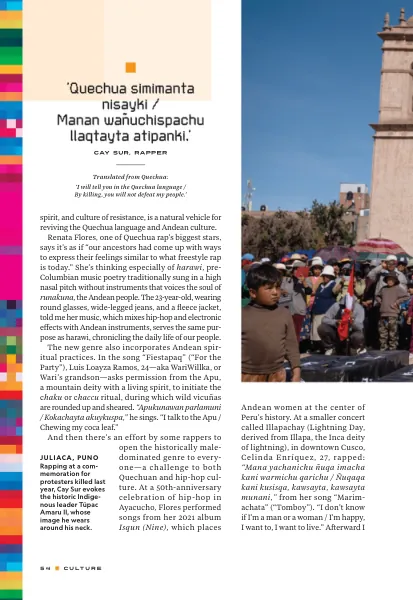 ‘Quechua simimanta
nisayki /
Manan wañuchispachu
llaqtayta atipanki.’
CAY SUR, RAPPER
Translated from Quechua:
‘I will tell you in the Quechua language /
By killing, you will not defeat my people.’
spirit, and culture of resistance, is a natural vehicle for
reviving the Quechua language and Andean culture.
Renata Flores, one of Quechua rap’s biggest stars,
says it’s as if “our ancestors had come up with ways
to express their feelings similar to what freestyle rap
is today.” She’s thinking especially of harawi, pre-
Columbian music poetry traditionally sung in a high
nasal pitch without instruments that voices the soul of
runakuna, the Andean people. The 23-year-old, wearing
round glasses, wide-legged jeans, and a fleece jacket,
told me her music, which mixes hip-hop and electronic
effects with Andean instruments, serves the same pur-
pose as harawi, chronicling the daily life of our people.
The new genre also incorporates Andean spir-
itual practices. In the song “Fiestapaq” (“For the
Party”), Luis Loayza Ramos, 24—aka WariWillka, or
Wari’s grandson—asks permission from the Apu,
a mountain deity with a living spirit, to initiate the
chaku or chaccu ritual, during which wild vicuñas
are rounded up and sheared. “Apukunawan parlamuni
/ Kokachayta akuykuspa,” he sings. “I talk to the Apu /
Chewing my coca leaf.”
And then there’s an effort by some rappers to
open the historically male-
dominated genre to every-
one—a challenge to both
Quechuan and hip-hop cul-
ture. At a 50th-anniversary
celebration of hip-hop in
Ayacucho, Flores performed
songs from her 2021 album
Isqun (Nine), which places
JULIACA, PUNO
Rapping at a com-
memoration for
protesters killed last
year, Cay Sur evokes
the historic Indige-
nous leader Túpac
Amaru II, whose
image he wears
around his neck.
Andean women at the center of
Peru’s history. At a smaller concert
called Illapachay (Lightning Day,
derived from Illapa, the Inca deity
of lightning), in downtown Cusco,
Celinda Enríquez, 27, rapped:
“Mana yachanichu ñuqa imacha
kani warmichu qarichu / Ñuqaqa
kani kusisqa, kawsayta, kawsayta
munani,” from her song “Marim-
achata” (“Tomboy”). “I don’t know
if I’m a man or a woman / I’m happy,
I want to, I want to live.” Afterward I
54 CULTURE